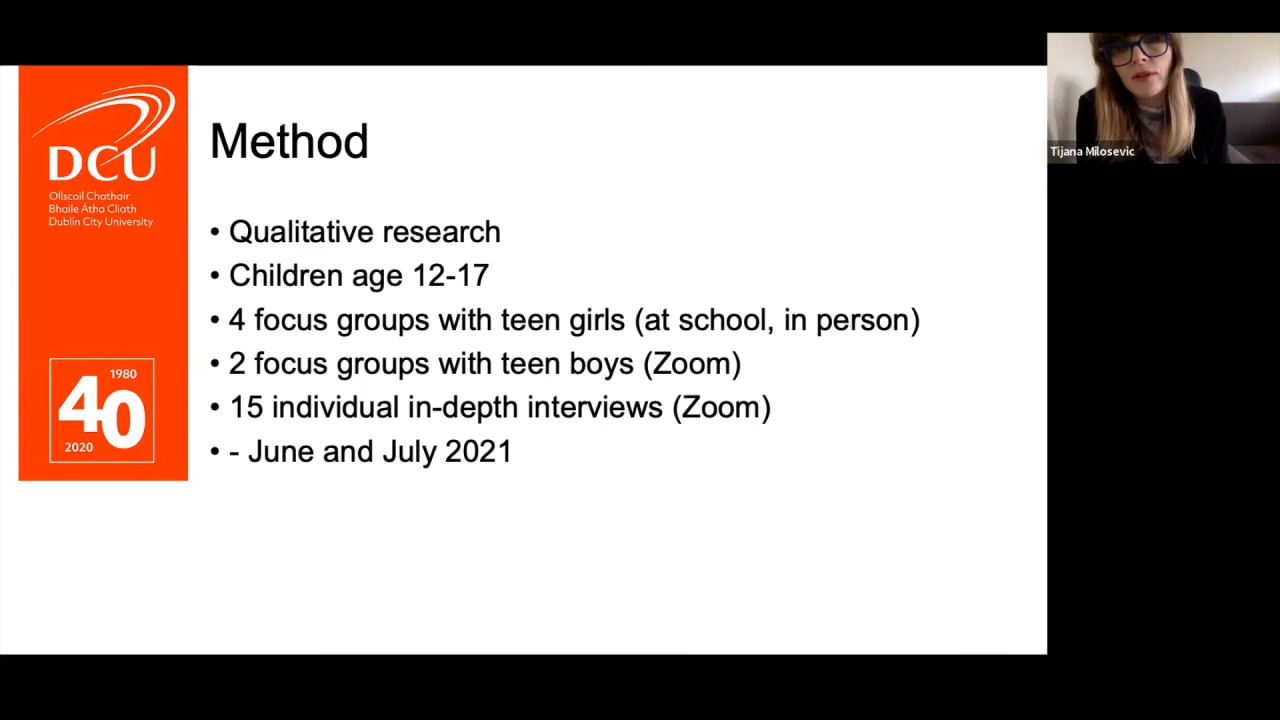 DCU
Ollscoil Chathair
Bhaile Átha Cliath
Dublin City University
1980
40
2020
Method
• Qualitative research
• Children age 12-17
• 4 focus groups with teen girls (at school, in person)
• 2 focus groups with teen boys (Zoom)
• 15 individual in-depth interviews (Zoom)
• - June and July 2021
Tijana Milosevic